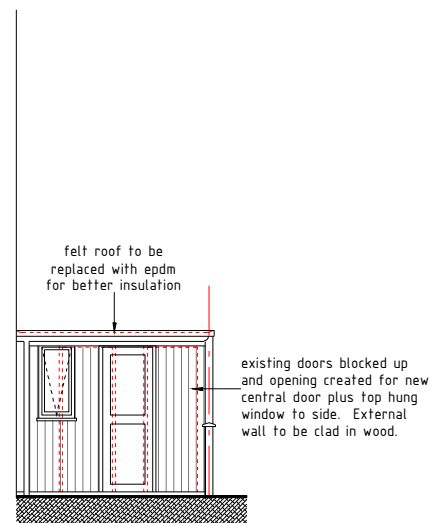 felt roof to be
replaced with epdm
for better insulation
existing doors blocked up
and opening created for new
central door plus top hung
window to side. External
wall to be clad in wood.